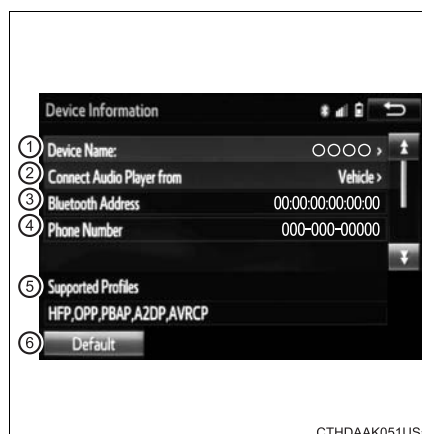 Device Information
① Device Name: ○○○○ >
② Connect Audio Player from Vehicle >
③ Bluetooth Address 00:00:00:00:00:00
④ Phone Number 000-000-00000
⑤ Supported Profiles
HFP,OPP,PBAP,A2DP,AVRCP
⑥ Default
CTHDAAK051US